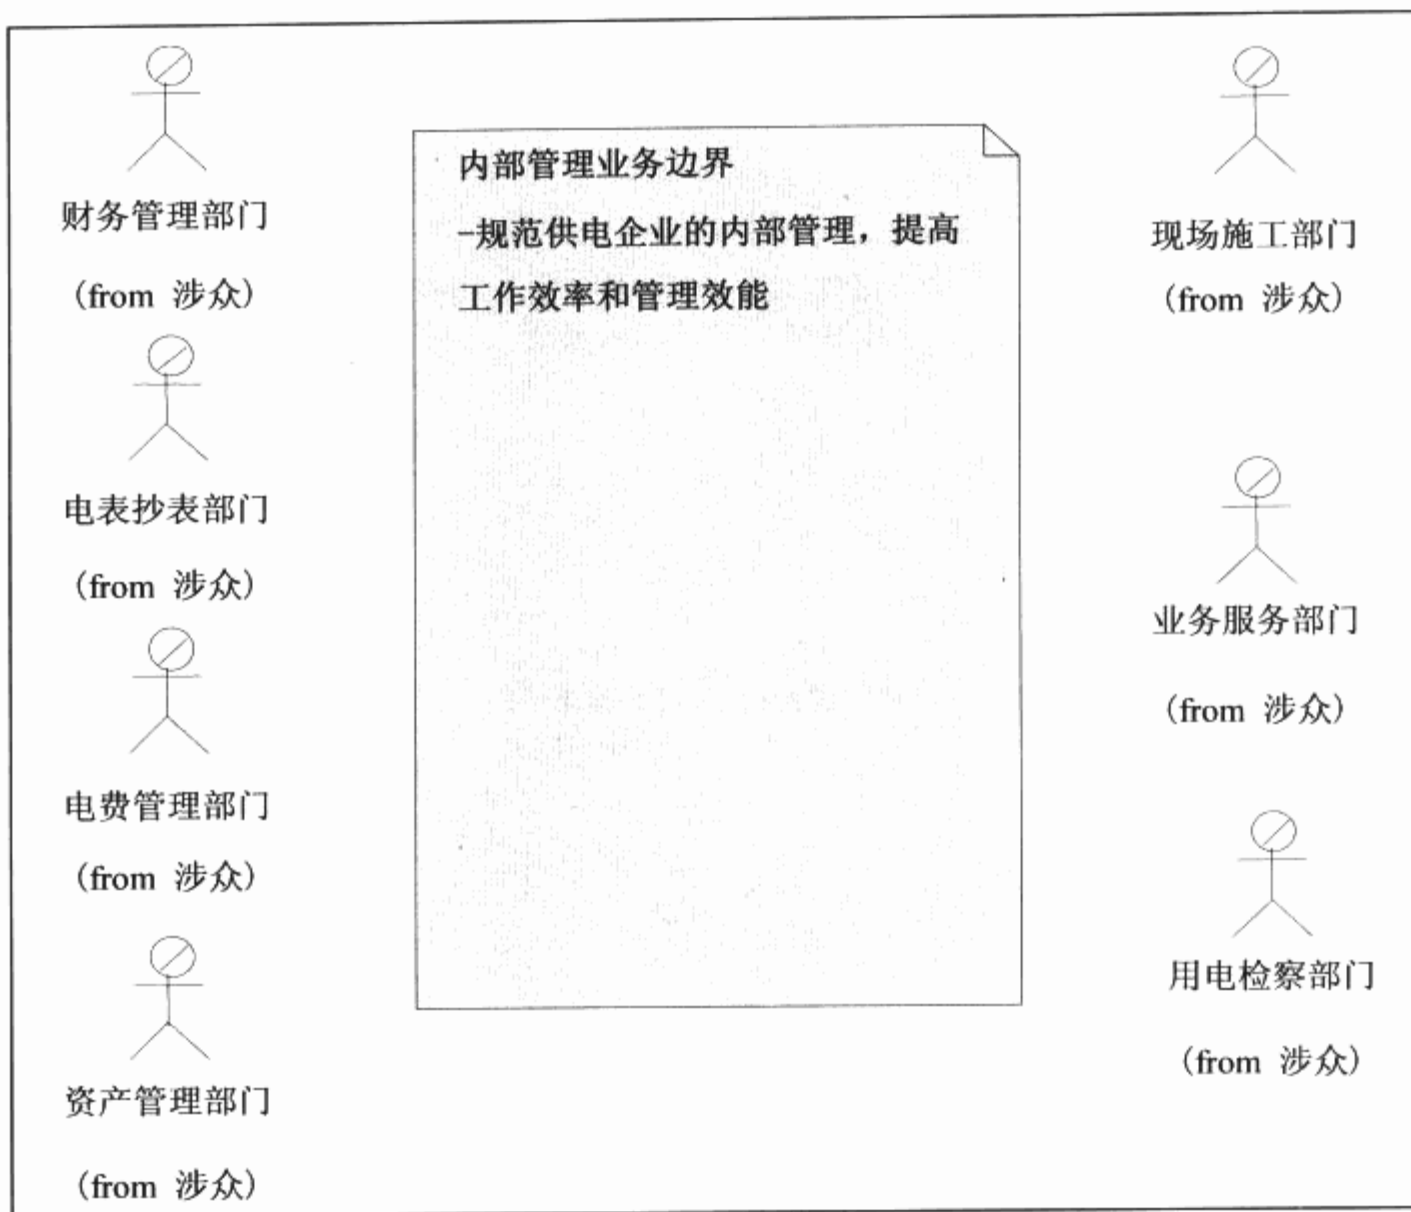 财务管理部门
(from 涉众)
电表抄表部门
(from 涉众)
电费管理部门
(from 涉众)
资产管理部门
(from 涉众)
内部管理业务边界
-规范供电企业的内部管理，提高
工作效率和管理效能
现场施工部门
(from 涉众)
业务服务部门
(from 涉众)
用电检察部门
(from 涉众)